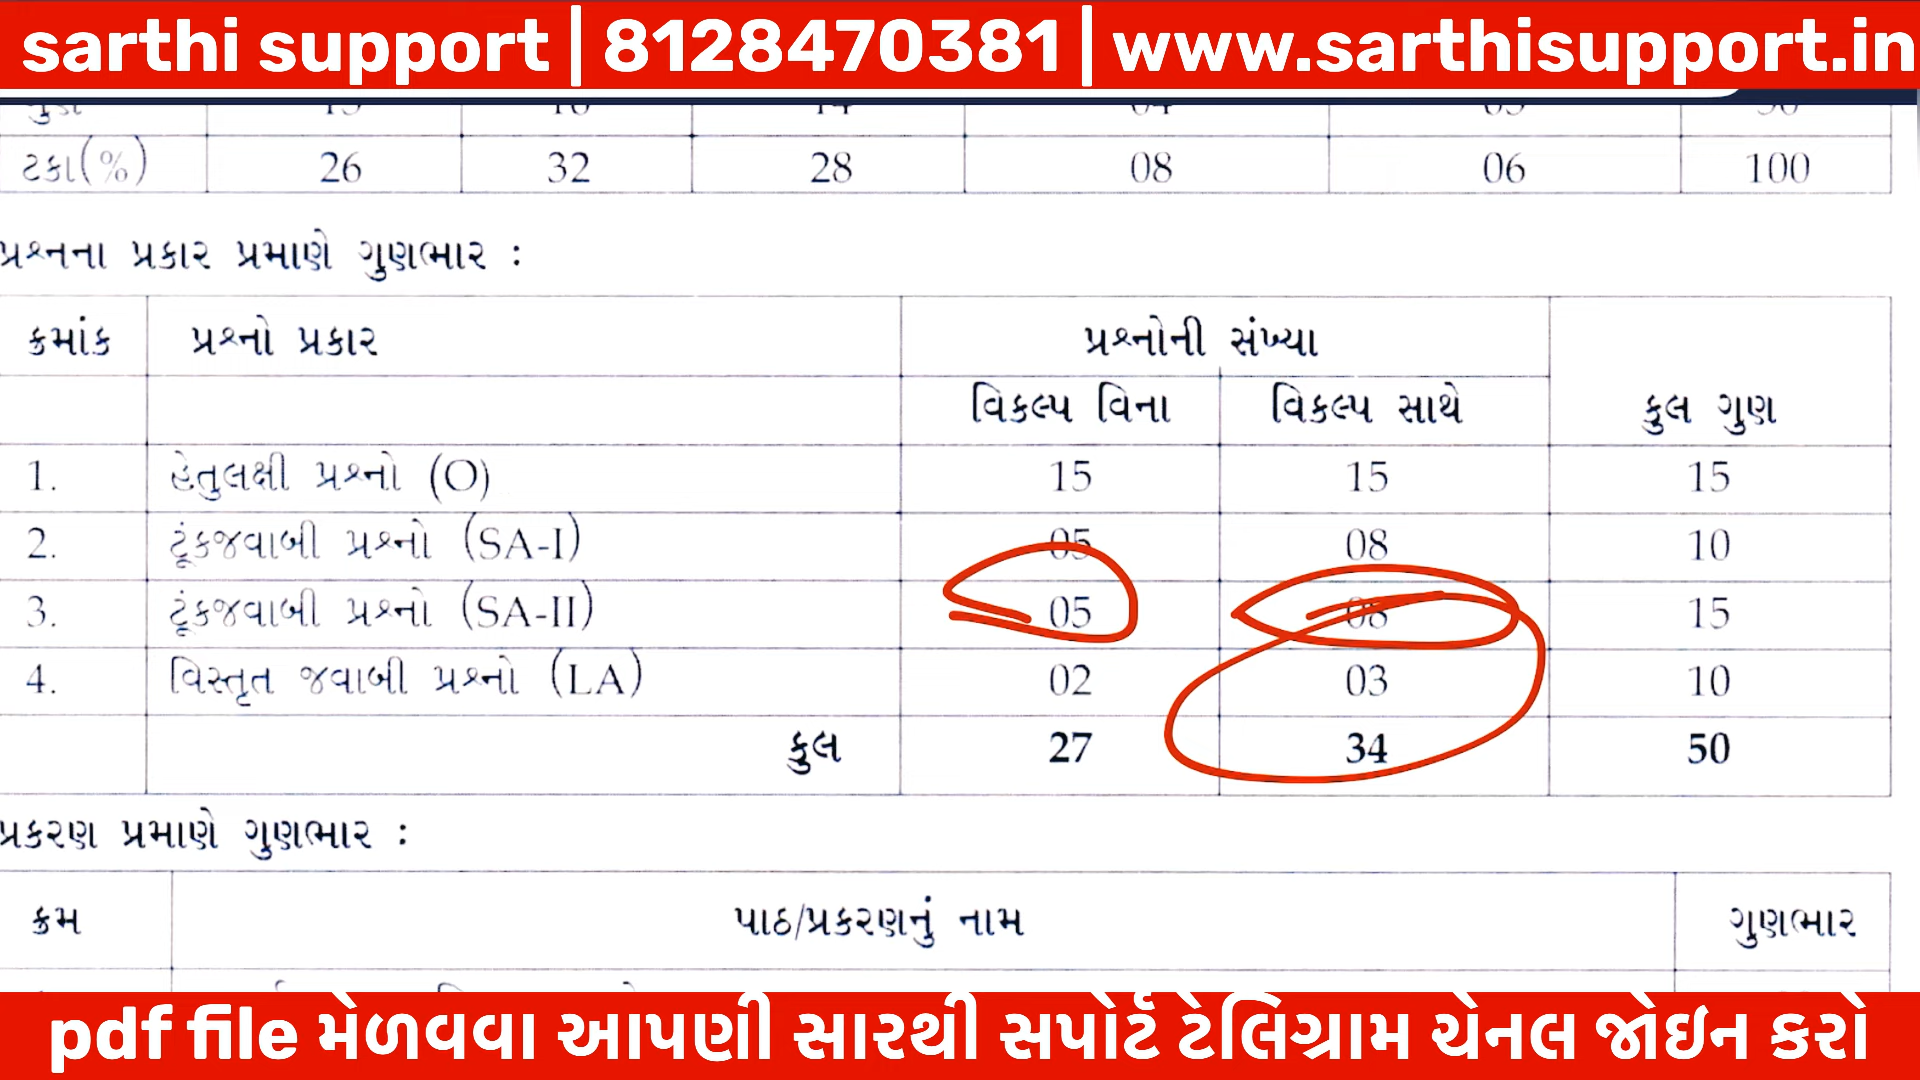 sarthi support | 8128470381 | www.sarthisupport.in
ટકા(%) 26 32 28 08 06 100
પ્રશ્નના પ્રકાર પ્રમાણે ગુણભાર :
ક્રમાંક પ્રશ્નો પ્રકાર પ્રશ્નોની સંખ્યા
વિકલ્પ વિના વિકલ્પ સાથે કુલ ગુણ
1. હેતુલક્ષી પ્રશ્નો (O) 15 15 15
2. ટૂંકજવાબી પ્રશ્નો (SA-I) 05 08 10
3. ટૂંકજવાબી પ્રશ્નો (SA-II) 05 08 15
4. વિસ્તૃત જવાબી પ્રશ્નો (LA) 02 03 10
કુલ 27 34 50
પ્રકરણ પ્રમાણે ગુણભાર :
ક્રમ પાઠ/પ્રકરણનું નામ ગુણભાર
pdf file મેળવવા આપણી સારથી સપોર્ટ ટેલિગ્રામ ચેનલ જોઇન કરો